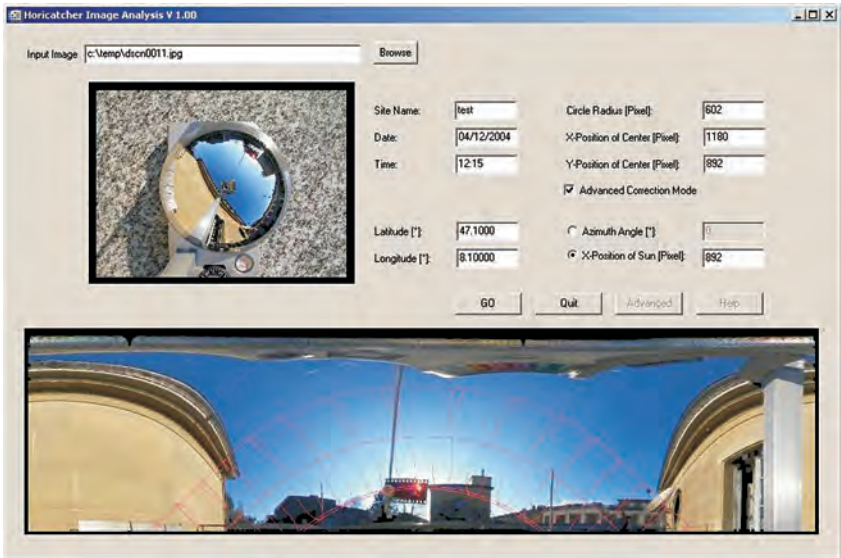 Horicatcher Image Analysis V 1.00
Input Image c:\temp\dscn0011.jpg Browse
Site Name: test Circle Radius [Pixel]: 602
Date: 04/12/2004 X-Position of Center [Pixel]: 1180
Time: 12:15 Y-Position of Center [Pixel]: 892
Advanced Correction Mode
Latitude [°]: 47.1000 Azimuth Angle [°]: 0
Longitude [°]: 8.10000 X-Position of Sun [Pixel]: 892
GO Quit Advanced Help